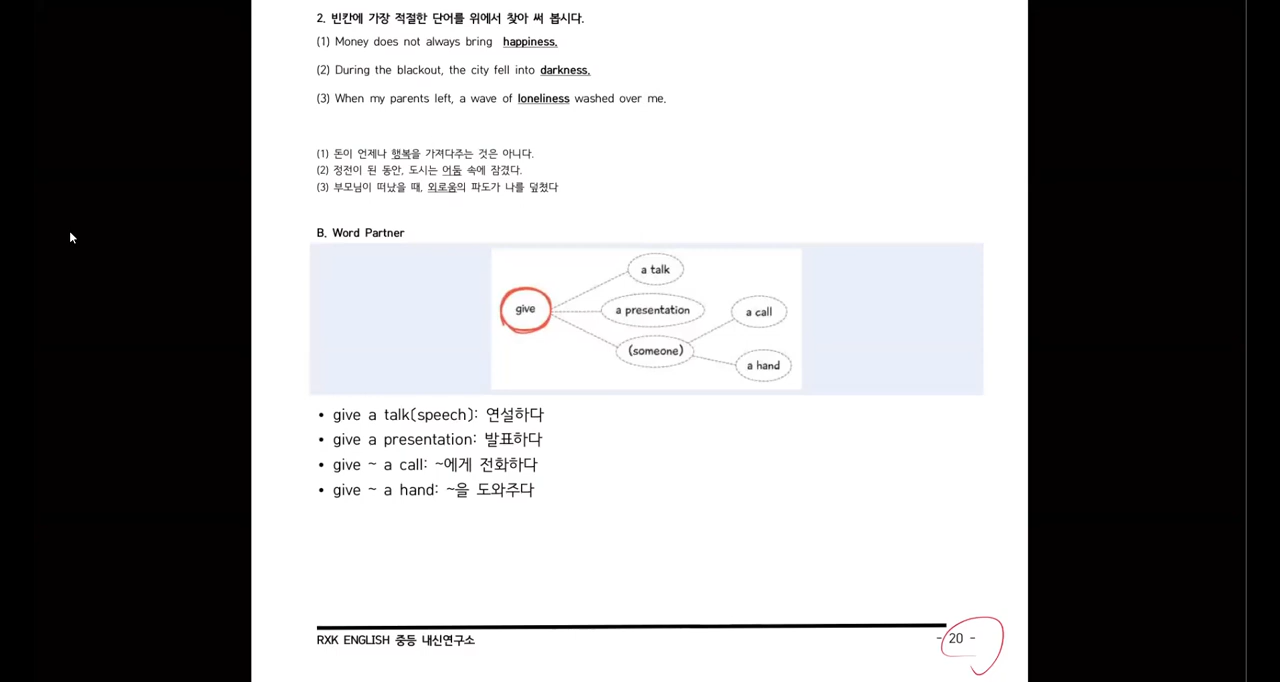 2. 빈칸에 가장 적절한 단어를 위에서 찾아 써 봅시다.
(1) Money does not always bring happiness.
(2) During the blackout, the city fell into darkness.
(3) When my parents left, a wave of loneliness washed over me.
(1) 돈이 언제나 행복을 가져다주는 것은 아니다.
(2) 정전이 된 동안, 도시는 어둠 속에 잠겼다.
(3) 부모님이 떠났을 때, 외로움의 파도가 나를 덮쳤다
B. Word Partner
a talk
give
a presentation
a call
(someone)
a hand
• give a talk(speech): 연설하다
• give a presentation: 발표하다
• give ~ a call: ~에게 전화하다
• give ~ a hand: ~을 도와주다
RXK ENGLISH 중등 내신연구소
- 20 -